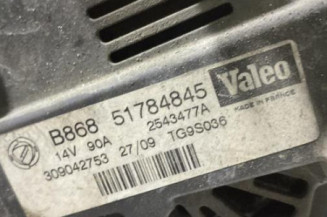 B868 51784845
14V 90A 2543477A
309042753 27/09 TG9S036
Valeo
MADE IN FRANCE